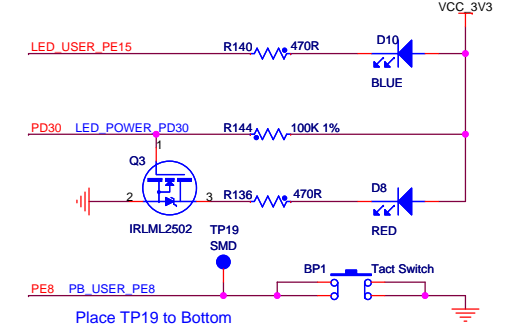 VCC_3V3
LED_USER_PE15 R140 470R D10
BLUE
PD30 LED_POWER_PD30 R144 100K 1%
1
Q3
2 3 R136 470R D8
IRLML2502 RED
TP19
SMD
BP1 Tact Switch
PE8 PB_USER_PE8
Place TP19 to Bottom